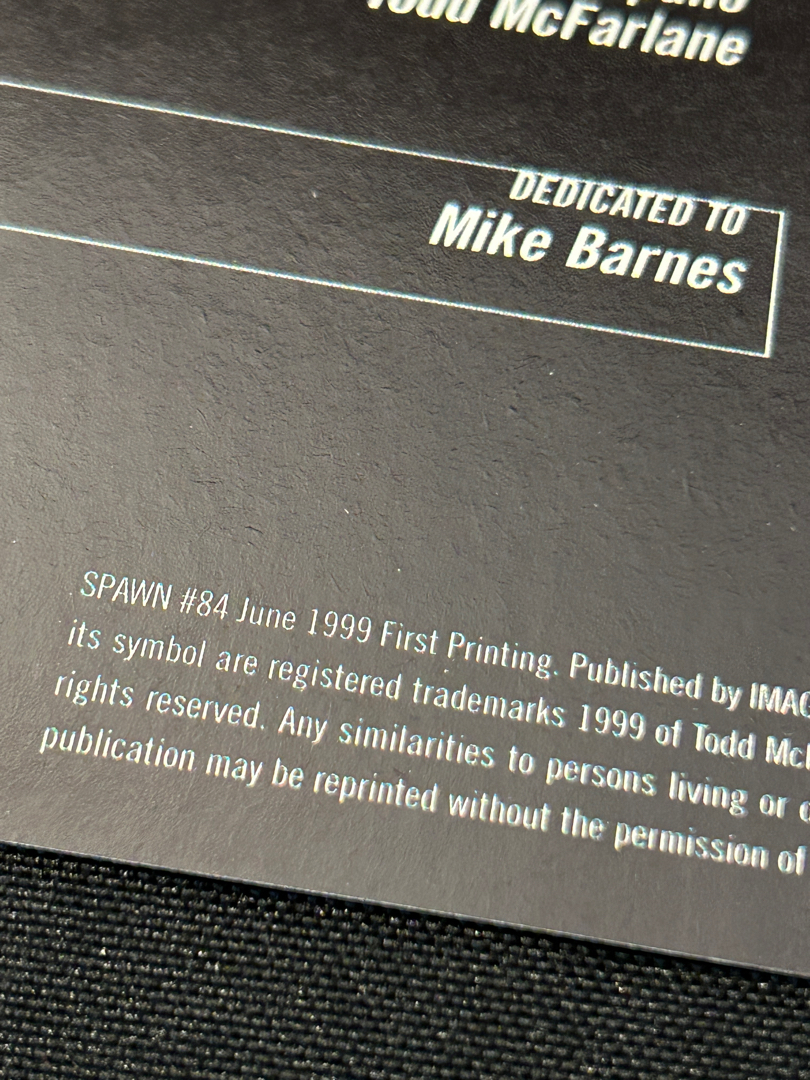 Todd McFarlane
DEDICATED TO
Mike Barnes
SPAWN #84 June 1999 First Printing. Published by
its symbol are registered trademarks 1999 of Todd
rights reserved. Any similarities to persons living or
publication may be reprinted without the permission of